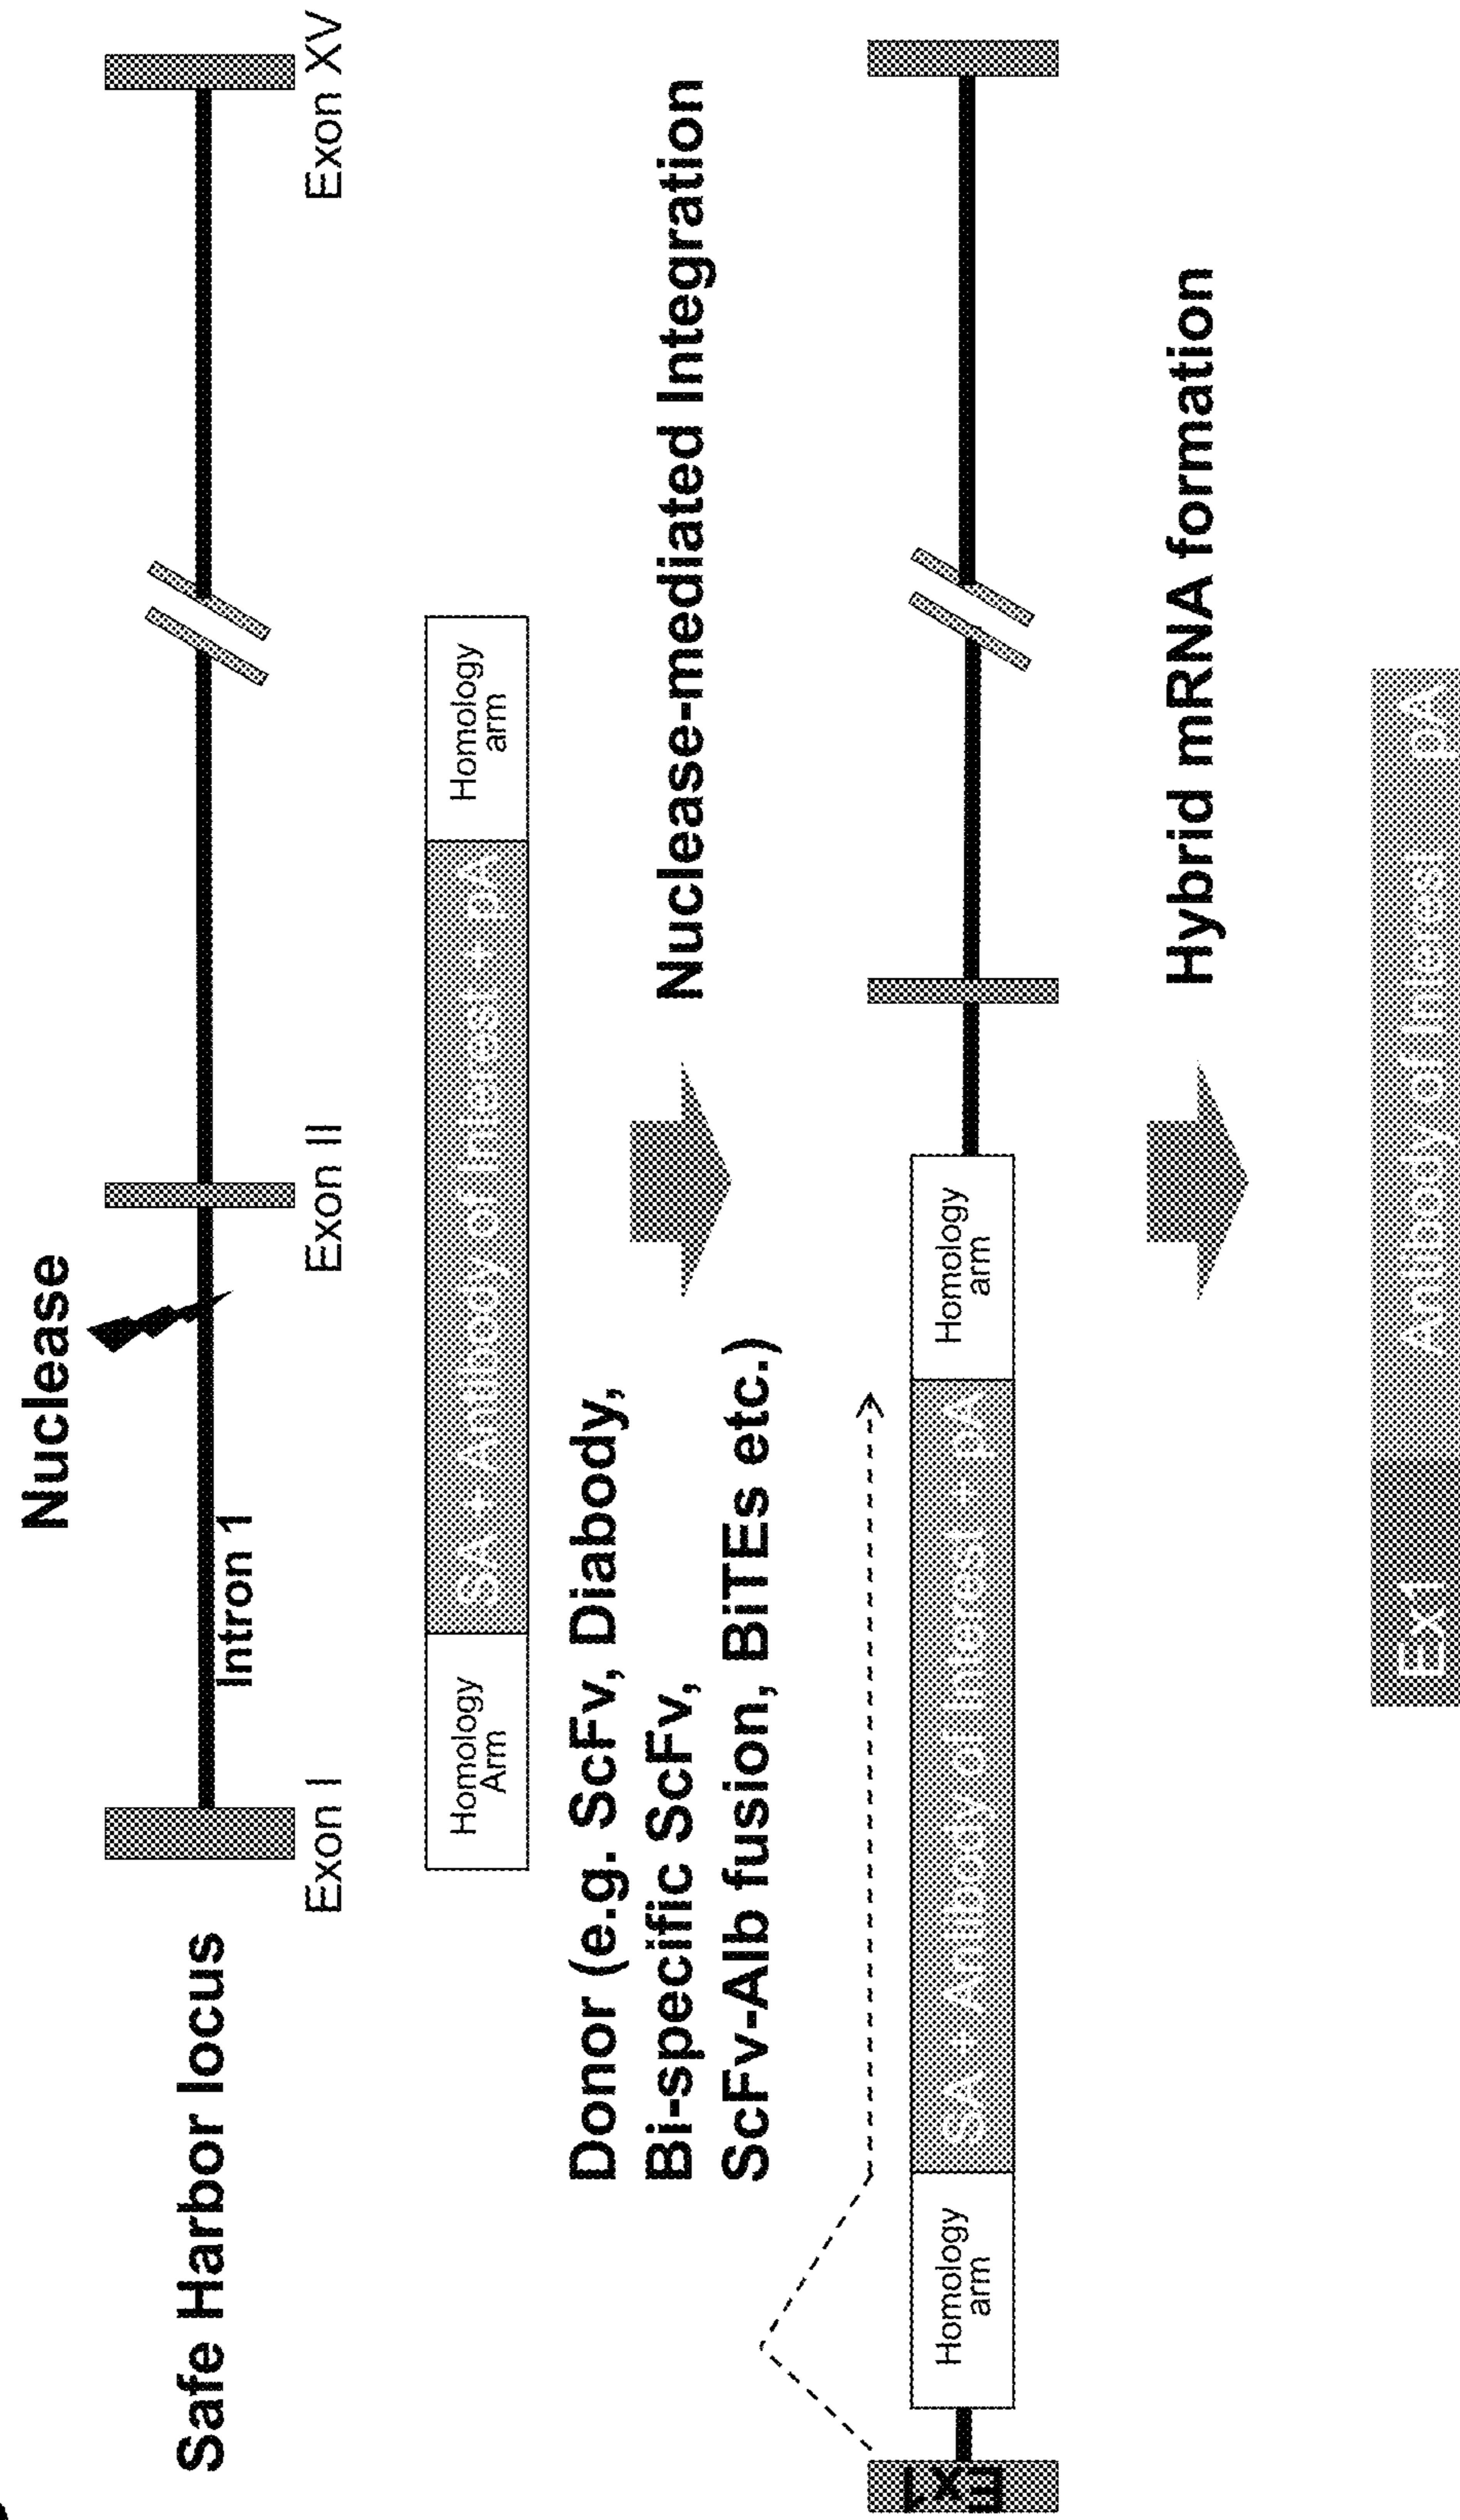 Nuclease
Safe Harbor locus
Intron 1
Exon I
Exon II
Exon XV
Homology
Arm
SA + Antibody of Interest + pA
Homology
arm
Donor (e.g. ScFv, Diabody,
Bi-specific ScFv,
ScFv-Alb fusion, BiTEs etc.)
Nuclease-mediated Integration
Ex1
Homology
arm
SA + Antibody of Interest + pA
Homology
arm
Hybrid mRNA formation
Ex1
Antibody of Interest
pA